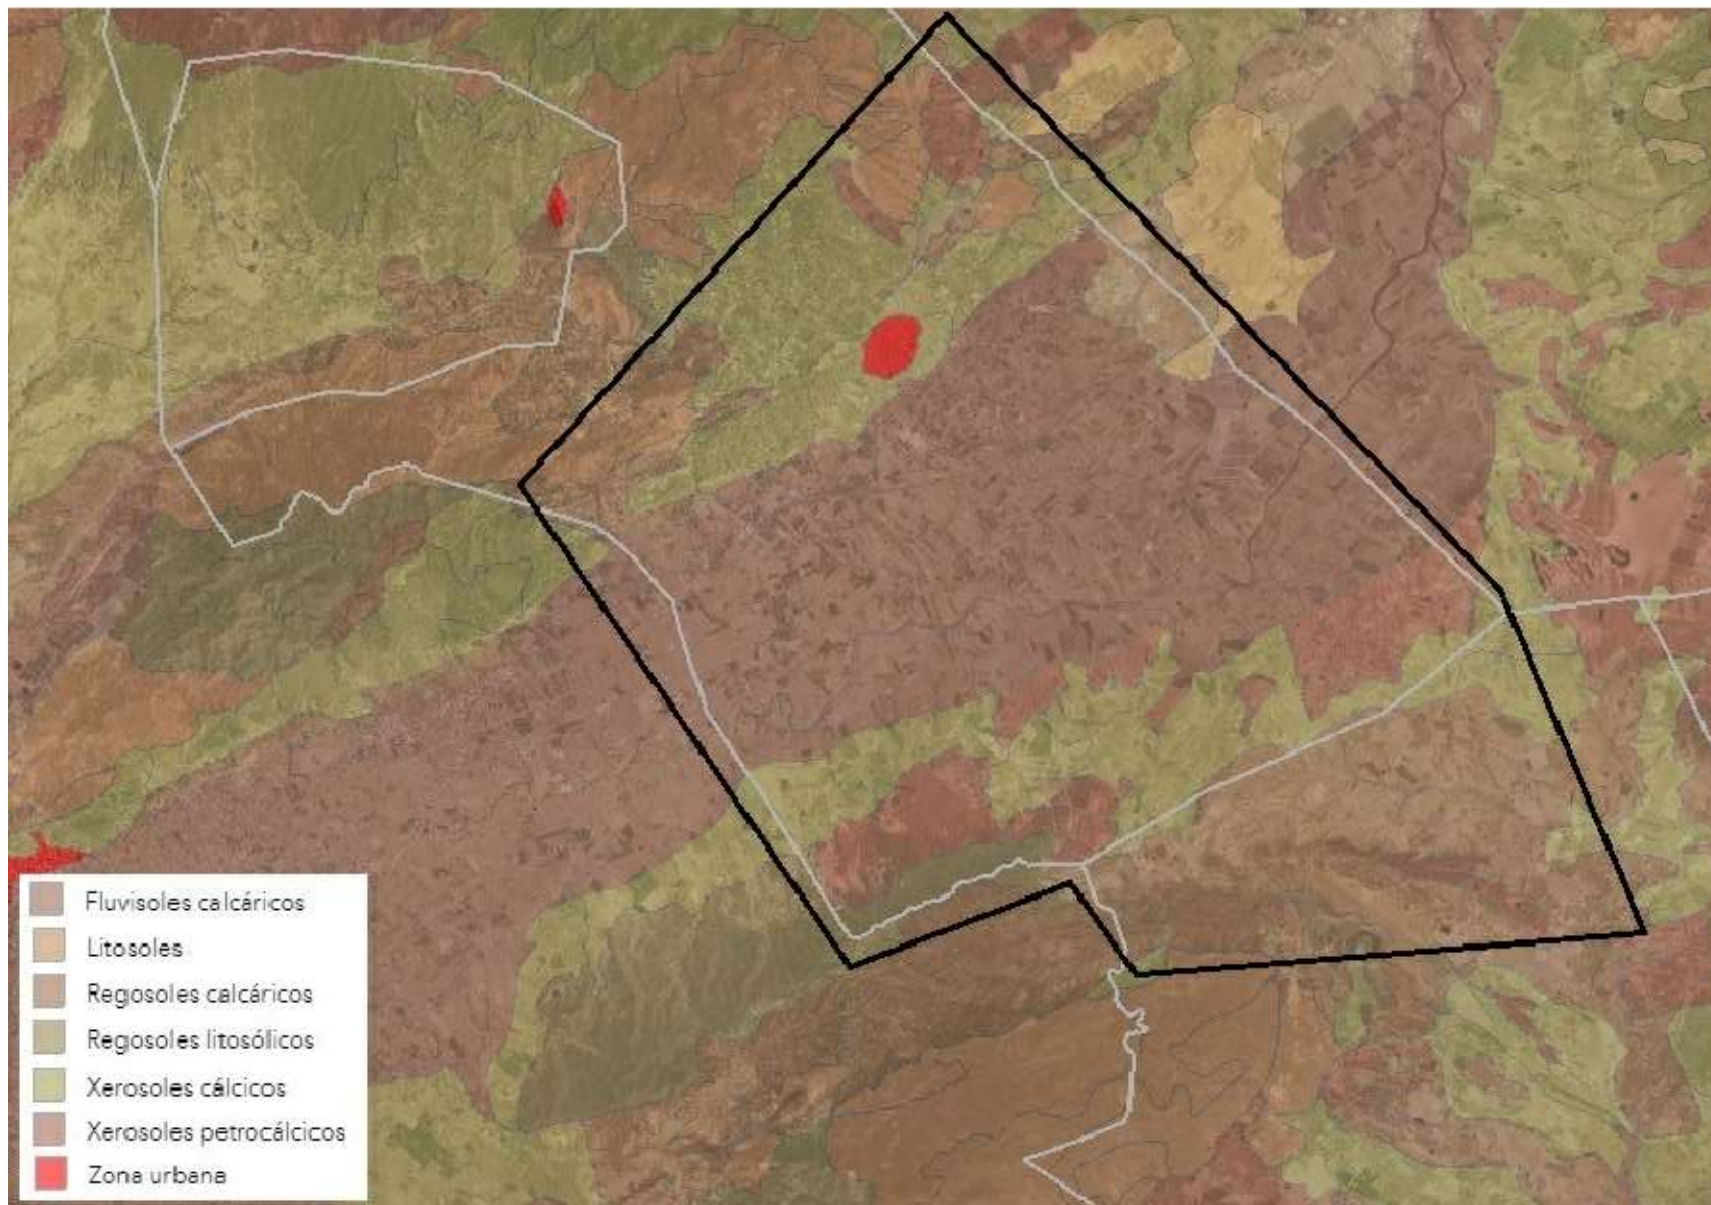 Fluvisoles calcáricos
Litosoles
Regosoles calcáricos
Regosoles litosólicos
Xerosoles cálcicos
Xerosoles petrocálcicos
Zona urbana